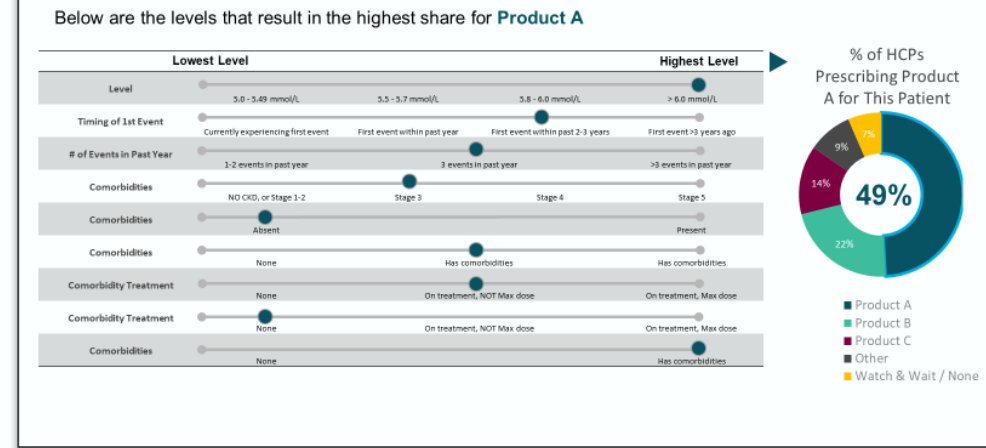 Below are the levels that result in the highest share for Product A
Lowest Level
Highest Level
Level
5.0 - 5.49 mmol/L
5.5 - 5.7 mmol/L
5.8 - 6.0 mmol/L
> 6.0 mmol/L
Timing of 1st Event
Currently experiencing first event
First event within past year
First event within past 2-3 years
First event >3 years ago
# of Events in Past Year
1-2 events in past year
3 events in past year
>3 events in past year
Comorbidities
NO CKD, or Stage 1-2
Stage 3
Stage 4
Stage 5
Comorbidities
Absent
Present
Comorbidities
None
Has comorbidities
Has comorbidities
Comorbidity Treatment
None
On treatment, NOT Max dose
On treatment, Max dose
Comorbidity Treatment
None
On treatment, NOT Max dose
On treatment, Max dose
Comorbidities
None
Has comorbidities
% of HCPs
Prescribing Product
A for This Patient
7%
9%
14%
49%
22%
Product A
Product B
Product C
Other
Watch & Wait / None